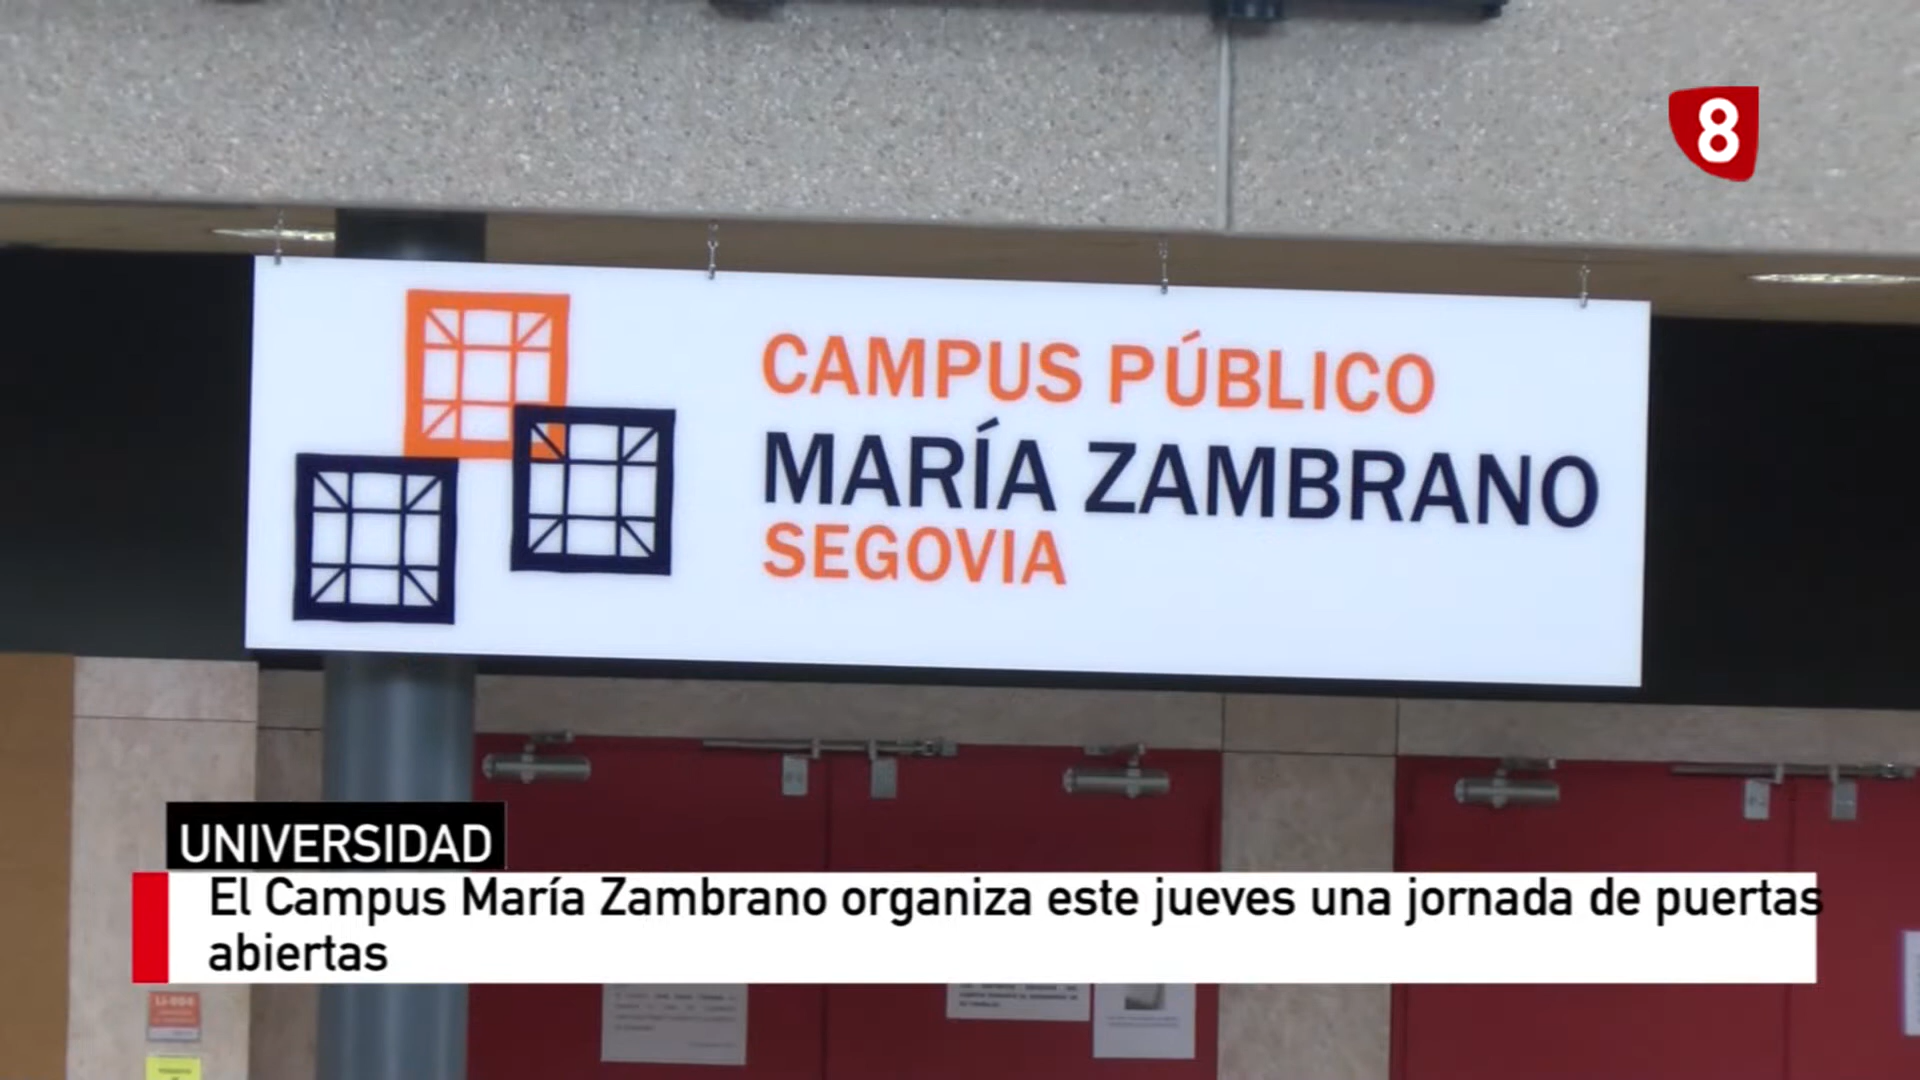 8
CAMPUS PÚBLICO
MARÍA ZAMBRANO
SEGOVIA
UNIVERSIDAD
El Campus María Zambrano organiza este jueves una jornada de puertas
abiertas